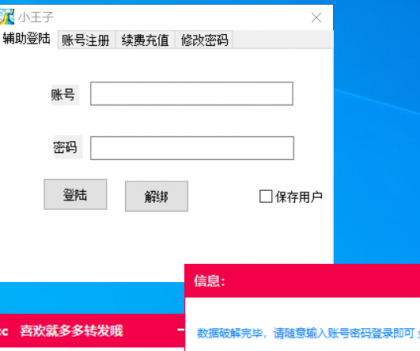 小王子
辅助登陆 账号注册 续费充值 修改密码
账号
密码
登陆 解绑 保存用户
信息:
cc 喜欢就多多转发哦
数据破解完毕，请随意输入账号密码登录即可